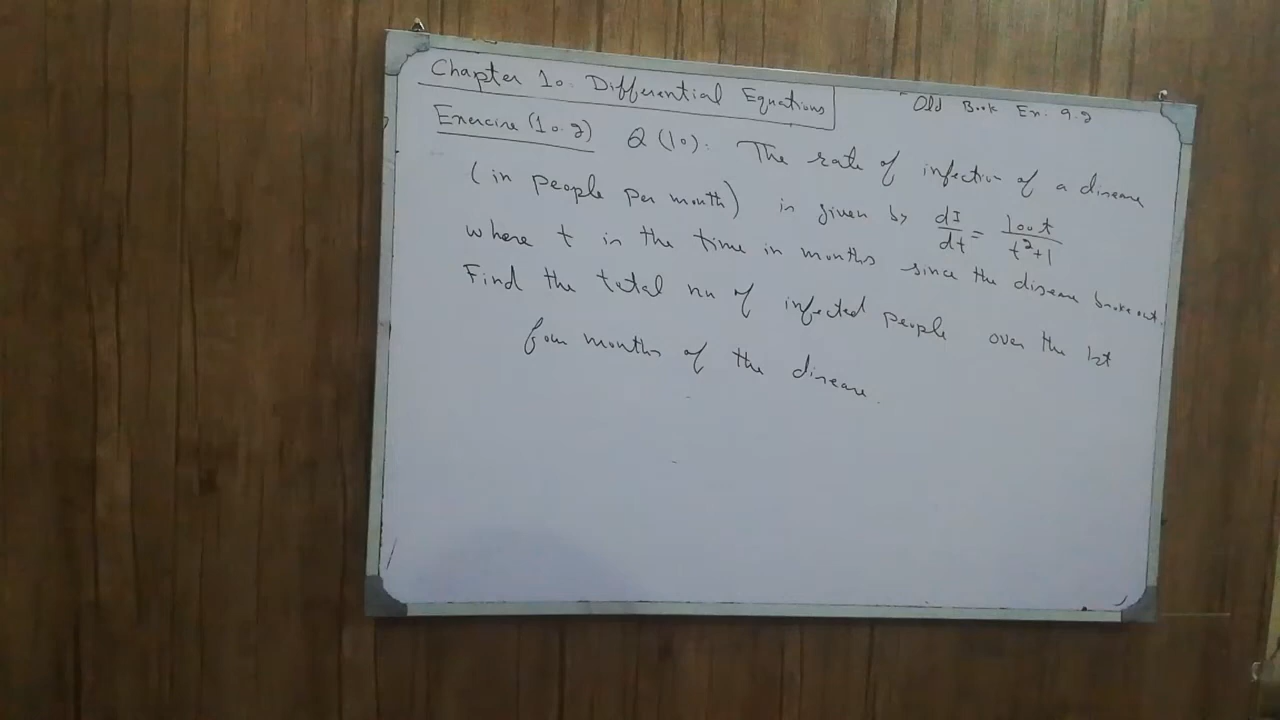 Chapter 10. Differential Equations
Old Book Ex. 9.2
Exercise (10.2) Q (10). The rate of infection of a disease
(in people per month) is given by dI/dt = 100t/t²+1
where t is the time in months since the disease broke out.
Find the total nu of infected people over the 1st
four months of the disease.